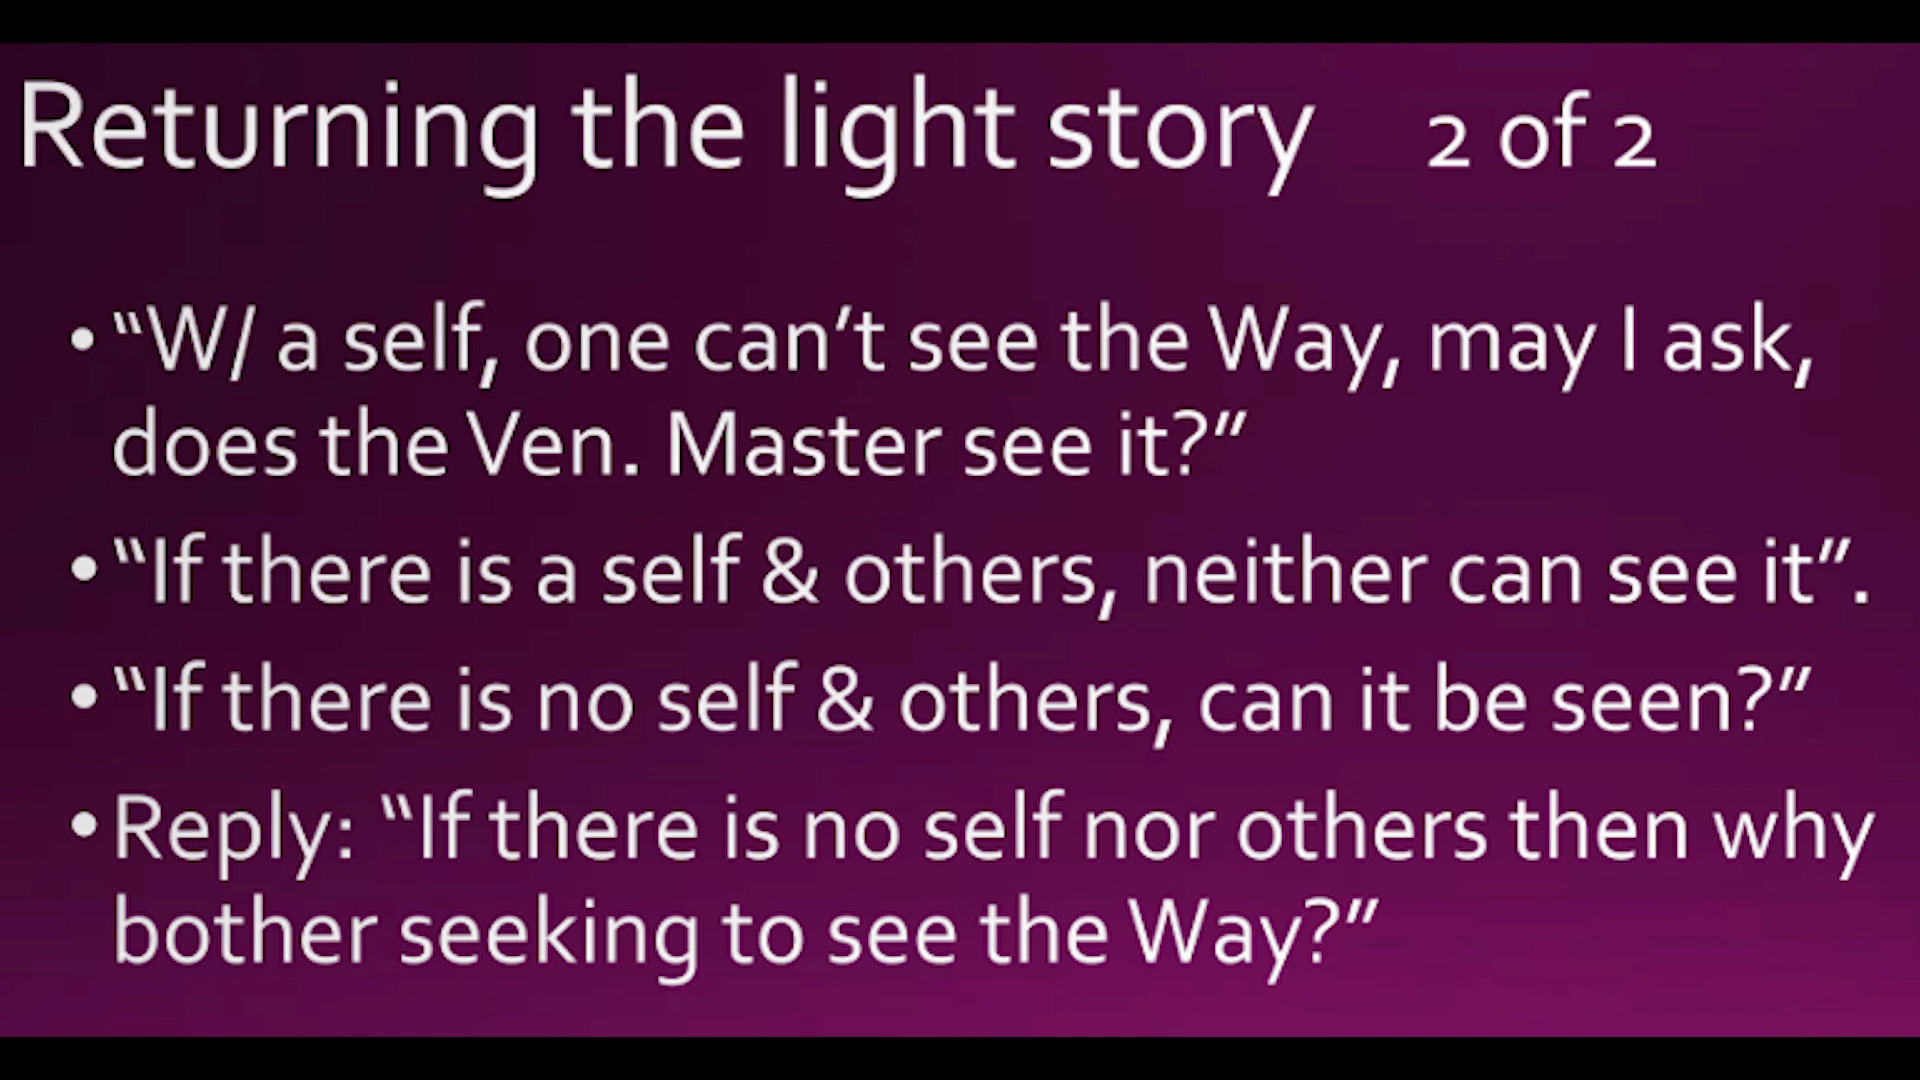 Returning the light story 2 of 2
• “W/ a self, one can’t see the Way, may I ask,
does the Ven. Master see it?”
• “If there is a self & others, neither can see it”.
• “If there is no self & others, can it be seen?”
• Reply: “If there is no self nor others then why
bother seeking to see the Way?”